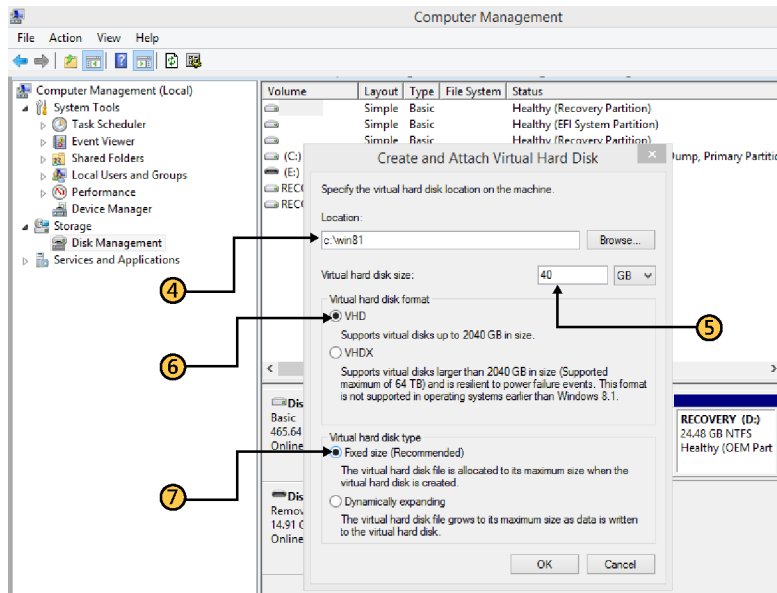 Computer Management
File Action View Help
Computer Management (Local)
System Tools
Task Scheduler
Event Viewer
Shared Folders
Local Users and Groups
Performance
Device Manager
Storage
Disk Management
Services and Applications
Volume Layout Type File System Status
Simple Basic Healthy (Recovery Partition)
Simple Basic Healthy (EFI System Partition)
Simple Basic Healthy (Recovery Partition)
(C:) Dump, Primary Partitio
(E:)
RECO
RECO
Create and Attach Virtual Hard Disk
Specify the virtual hard disk location on the machine.
Location:
4
c:\win81 Browse...
Virtual hard disk size: 40 GB
5
Virtual hard disk format
6
VHD
Supports virtual disks up to 2040 GB in size.
VHDX
Supports virtual disks larger than 2040 GB in size (Supported
maximum of 64 TB) and is resilient to power failure events. This format
is not supported in operating systems earlier than Windows 8.1.
Virtual hard disk type
7
Fixed size (Recommended)
The virtual hard disk file is allocated to its maximum size when the
virtual hard disk is created.
Dynamically expanding
The virtual hard disk file grows to its maximum size as data is written
to the virtual hard disk.
OK Cancel
Dis
Basic
465.64
Online
RECOVERY (D:)
24.48 GB NTFS
Healthy (OEM Part
Dis
Remov
14.91 G
Online